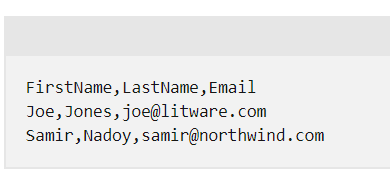 FirstName,LastName,Email
Joe,Jones,joe@litware.com
Samir,Nadoy,samir@northwind.com